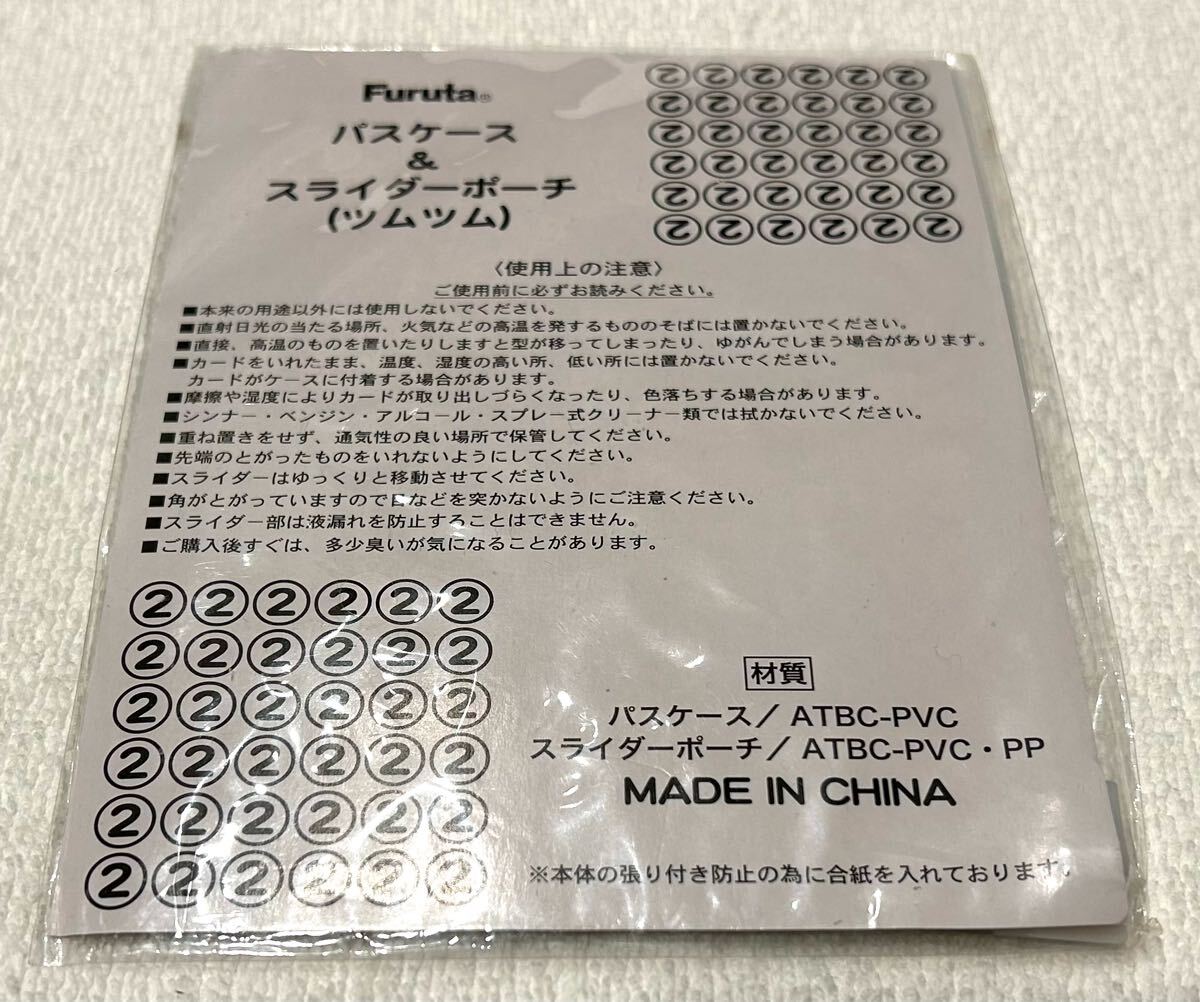 Furuta®
パスケース
&
スライダーポーチ
(ツムツム)
②②②②②②
②②②②②②
②②②②②②
②②②②②②
②②②②②②
②②②②②②
〈使用上の注意〉
ご使用前に必ずお読みください。
■本来の用途以外には使用しないでください。
■直射日光の当たる場所、火気などの高温を発するもののそばには置かないでください。
■直接、高温のものを置いたりしますと型が移ってしまったり、ゆがんでしまう場合があります。
■カードをいれたまま、温度、湿度の高い所、低い所には置かないでください。
カードがケースに付着する場合があります。
■摩擦や湿度によりカードが取り出しづらくなったり、色落ちする場合があります。
■シンナー・ベンジン・アルコール・スプレー式クリーナー類では拭かないでください。
■重ね置きをせず、通気性の良い場所で保管してください。
■先端のとがったものをいれないようにしてください。
■スライダーはゆっくりと移動させてください。
■角がとがっていますので目などを突かないようにご注意ください。
■スライダー部は液漏れを防止することはできません。
■ご購入後すぐは、多少臭いが気になることがあります。
②②②②②②
②②②②②②
②②②②②②
②②②②②②
②②②②②②
②②②②②②
材質
パスケース/ATBC-PVC
スライダーポーチ/ATBC-PVC・PP
MADE IN CHINA
※本体の張り付き防止の為に合紙を入れております。